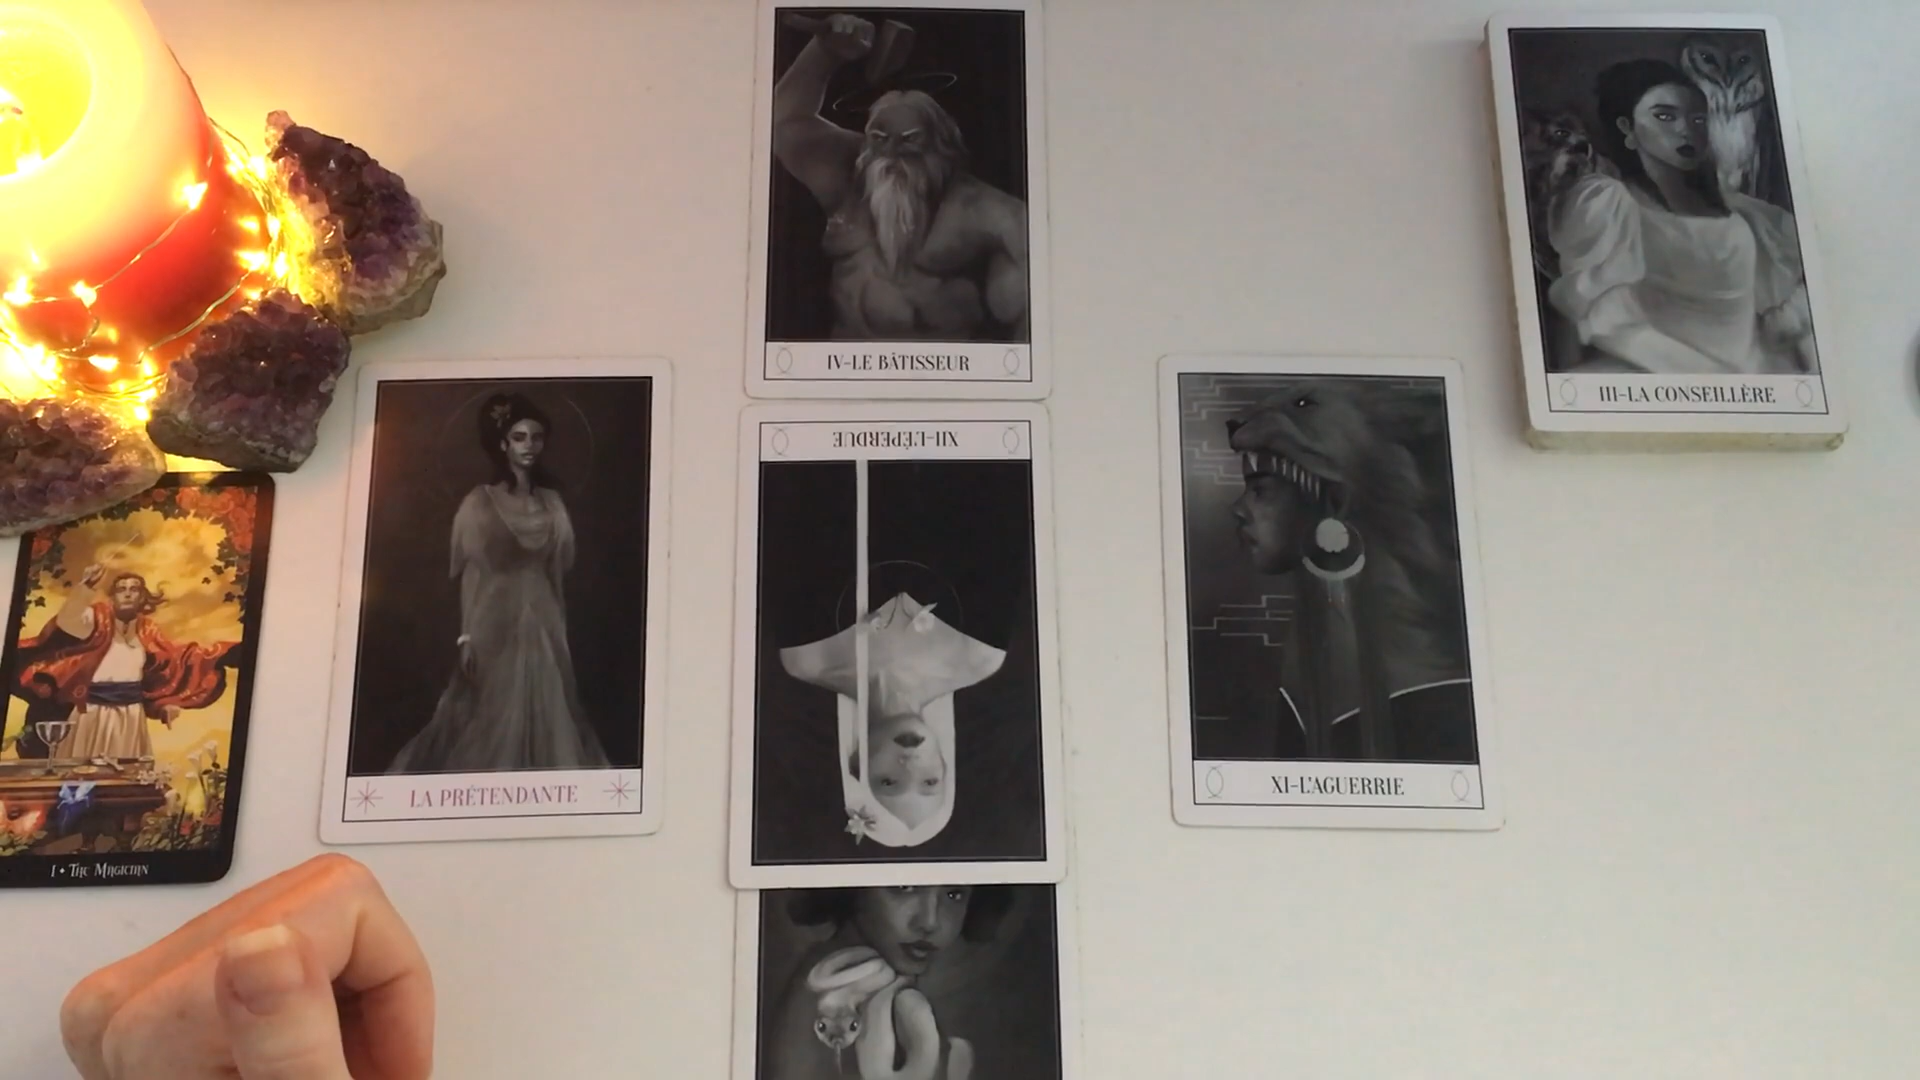 IV-LE BÂTISSEUR
III-LA CONSEILLÈRE
XII-L'ÉPERDUE
LA PRÉTENDANTE
XI-L'AGUERRIE
I • The Magician